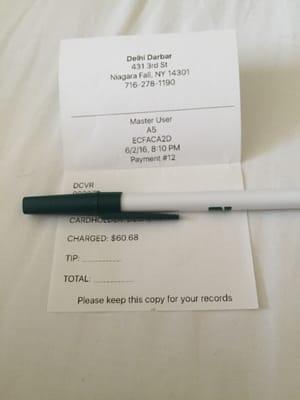 Delhi Darbar
431 3rd St
Niagara Fall, NY 14301
716-278-1190
Master User
A5
ECFACA2D
6/2/16, 8:10 PM
Payment #12
DCVR
CARDHOLDER:
CHARGED: $60.68
TIP:
TOTAL:
Please keep this copy for your records